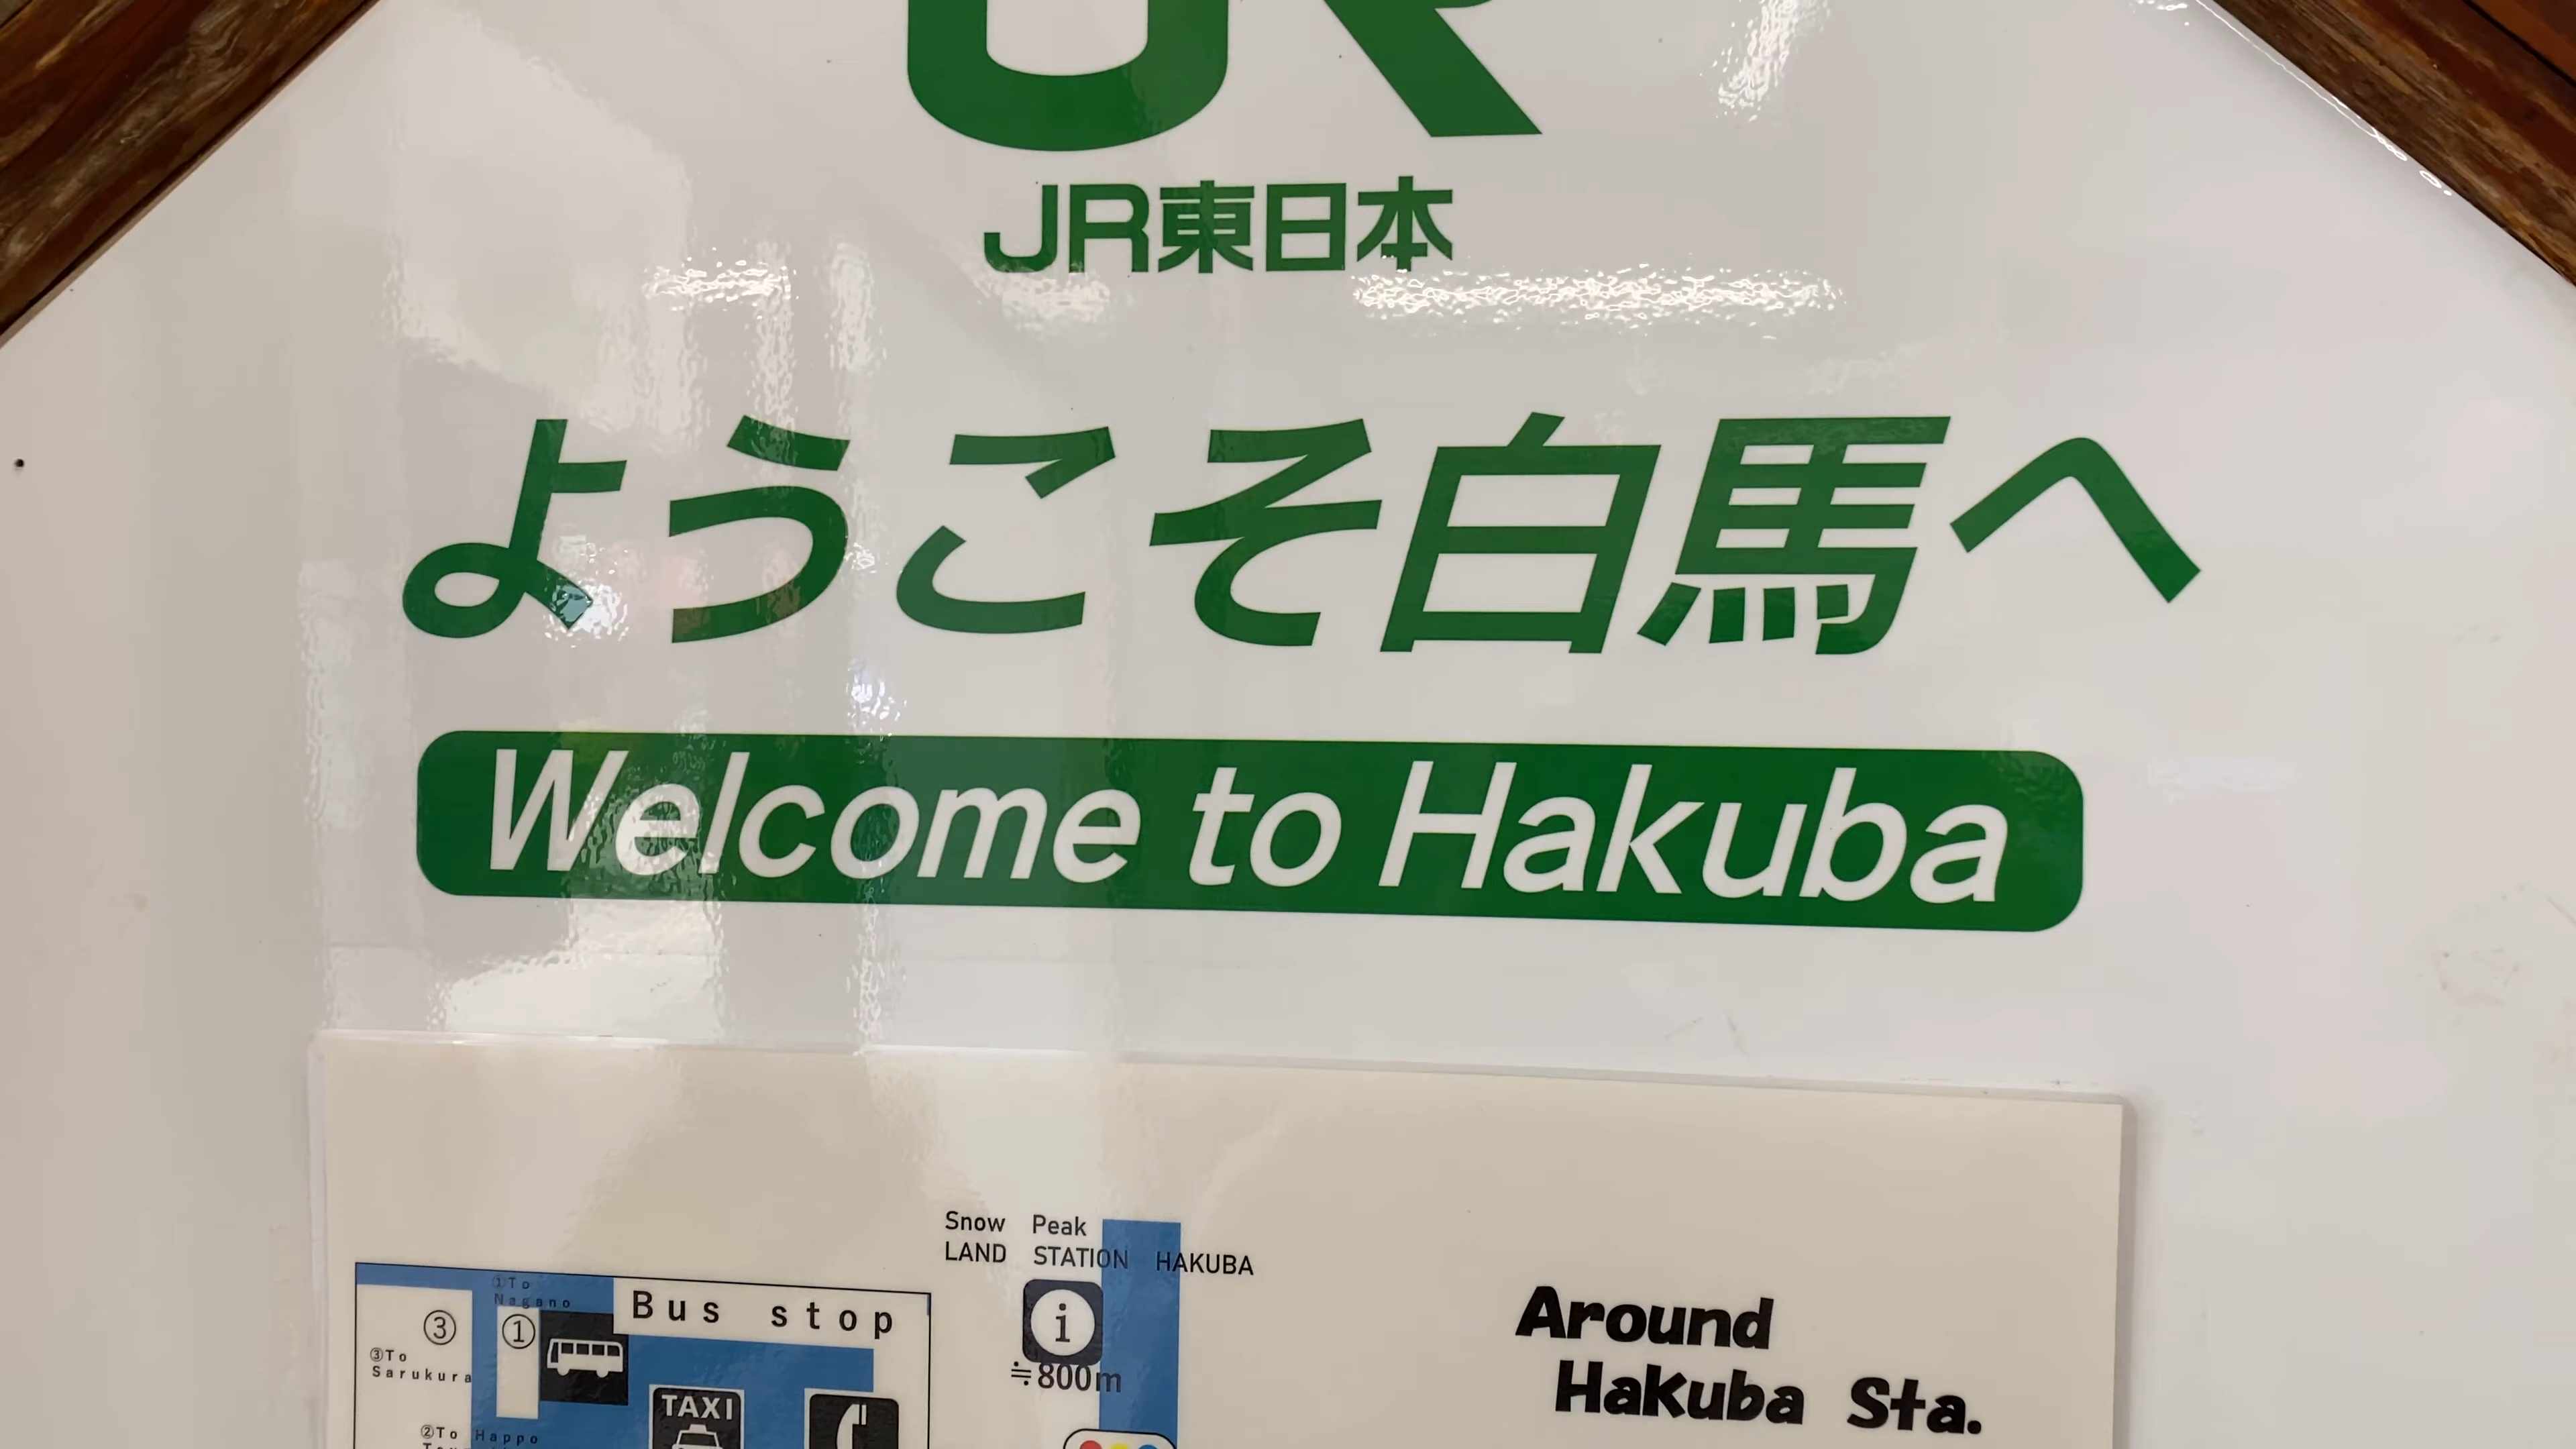 JR
JR東日本
ようこそ白馬へ
Welcome to Hakuba
Snow Peak
LAND STATION HAKUBA
①To
Nagano
Bus stop
③
①
③To
Sarukura
≒800m
TAXI
②To Happo
Around
Hakuba Sta.